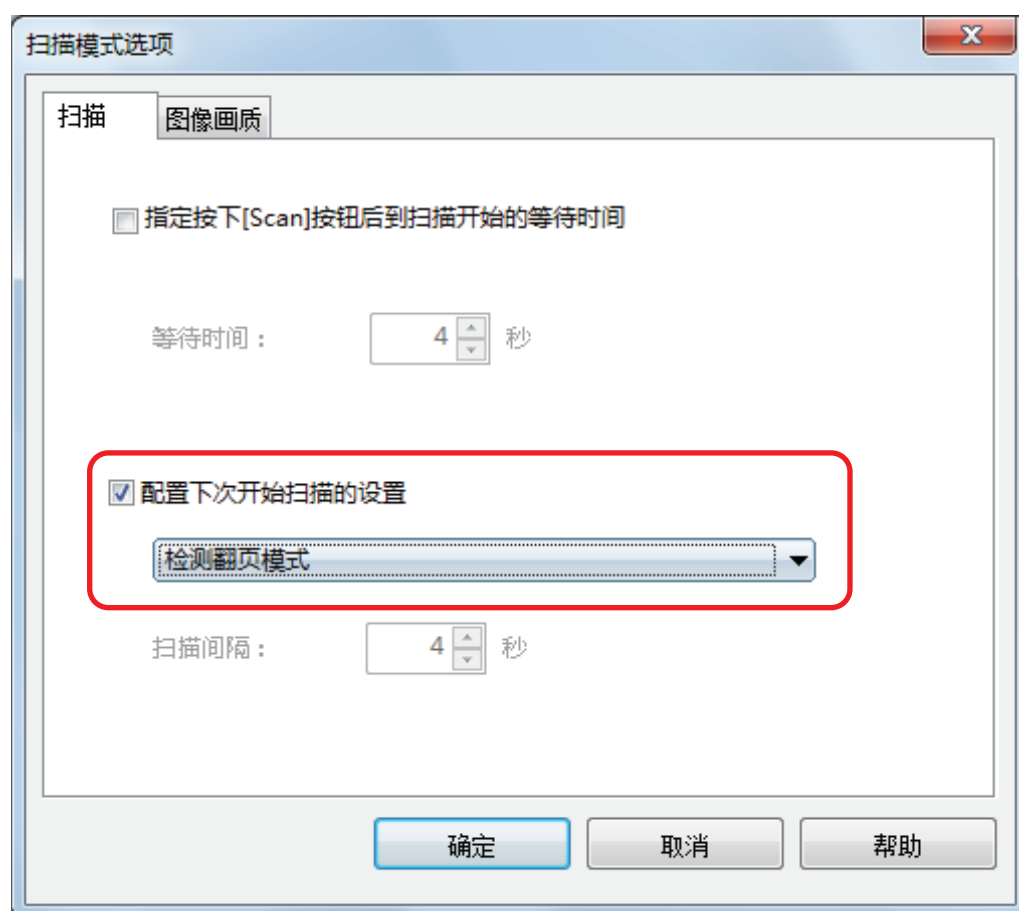 扫描模式选项
扫描 图像画质
指定按下[Scan]按钮后到扫描开始的等待时间
等待时间： 4 秒
配置下次开始扫描的设置
检测翻页模式
扫描间隔： 4 秒
确定 取消 帮助